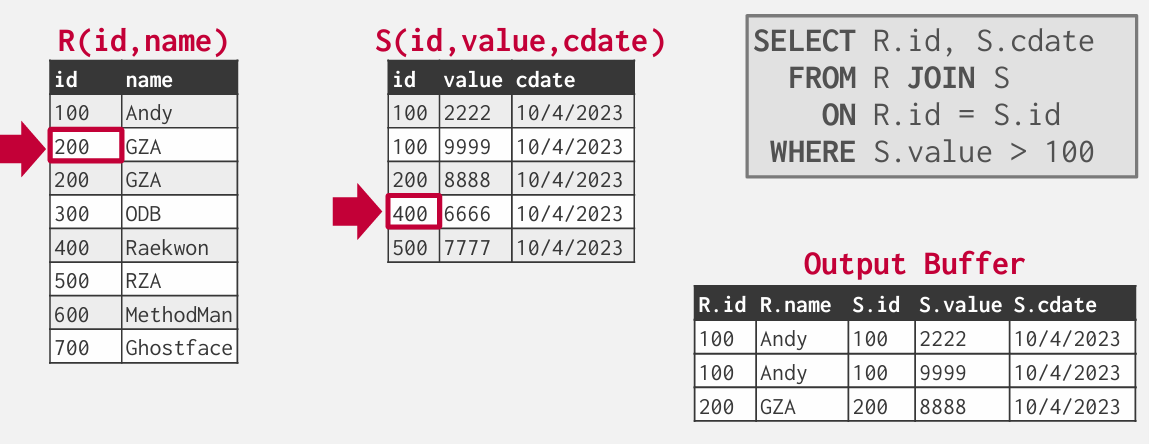 R(id,name)
id name
100 Andy
200 GZA
200 GZA
300 ODB
400 Raekwon
500 RZA
600 MethodMan
700 Ghostface
S(id,value,cdate)
id value cdate
100 2222 10/4/2023
100 9999 10/4/2023
200 8888 10/4/2023
400 6666 10/4/2023
500 7777 10/4/2023
SELECT R.id, S.cdate
FROM R JOIN S
ON R.id = S.id
WHERE S.value > 100
Output Buffer
R.id R.name S.id S.value S.cdate
100 Andy 100 2222 10/4/2023
100 Andy 100 9999 10/4/2023
200 GZA 200 8888 10/4/2023